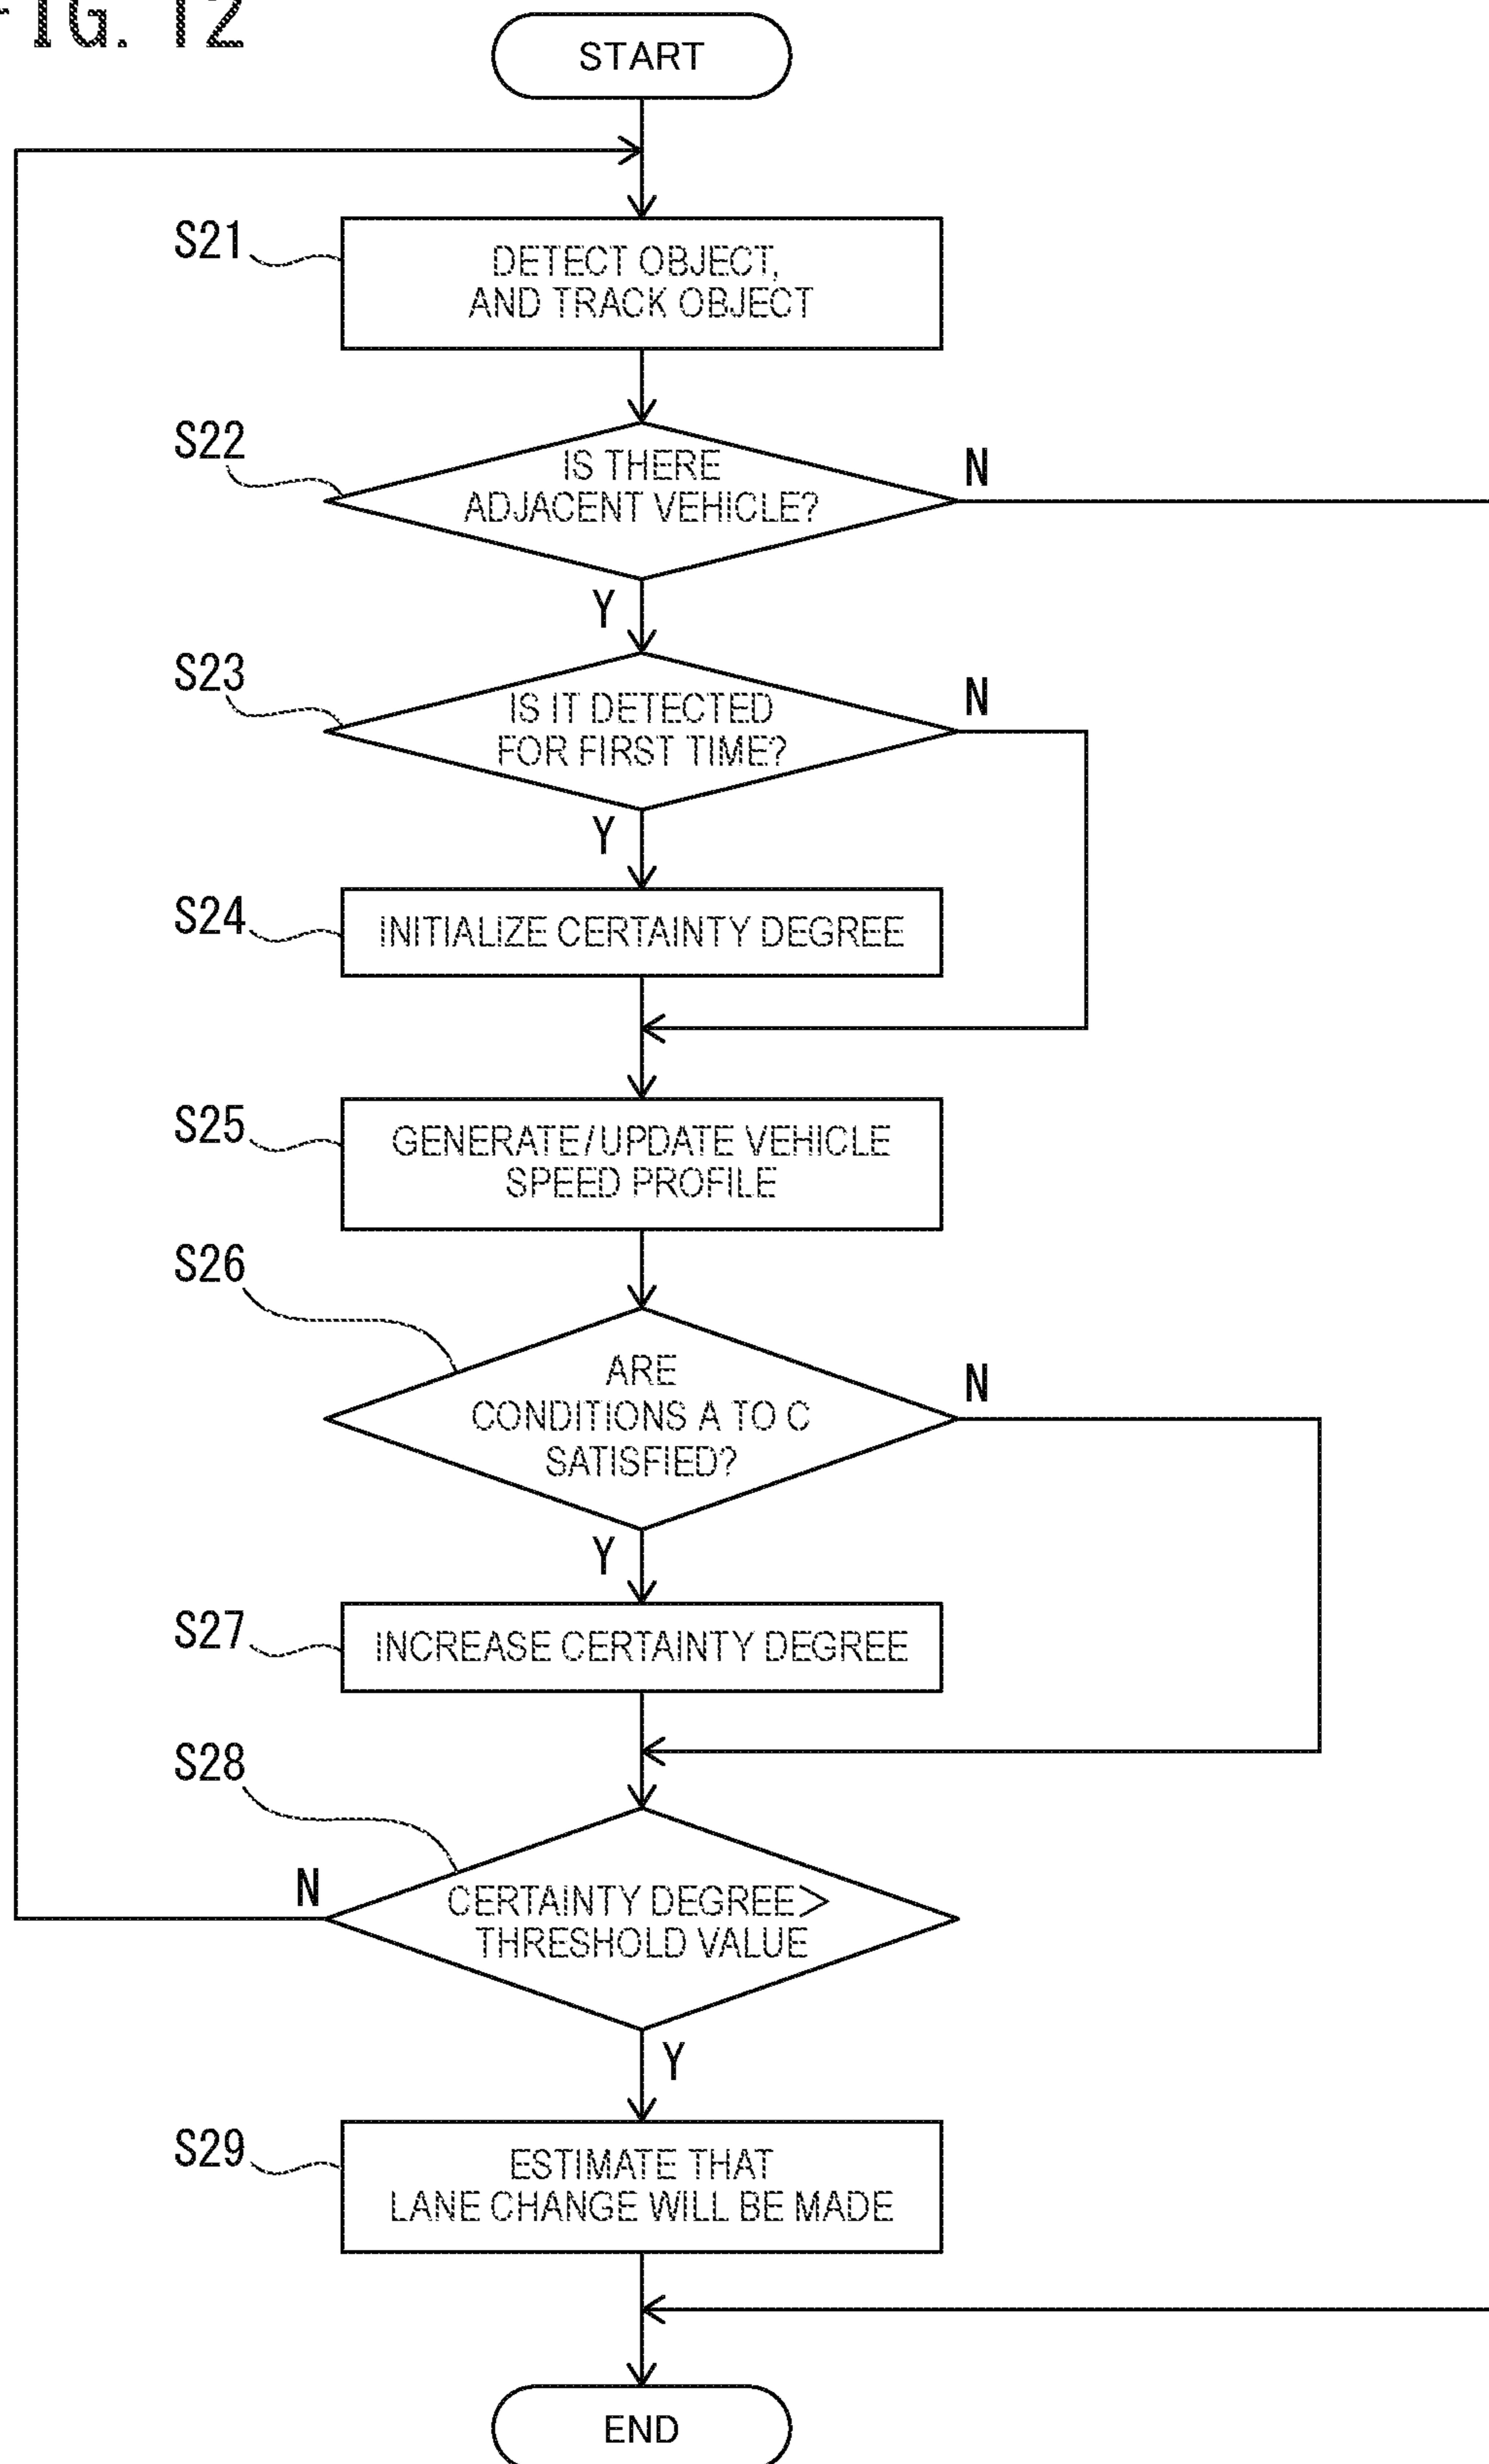 FIG. 12
START
S21
DETECT OBJECT,
AND TRACK OBJECT
S22
IS THERE
ADJACENT VEHICLE?
N
Y
S23
IS IT DETECTED
FOR FIRST TIME?
N
Y
S24
INITIALIZE CERTAINTY DEGREE
S25
GENERATE/UPDATE VEHICLE
SPEED PROFILE
S26
ARE
CONDITIONS A TO C
SATISFIED?
N
Y
S27
INCREASE CERTAINTY DEGREE
S28
CERTAINTY DEGREE>
THRESHOLD VALUE
N
Y
S29
ESTIMATE THAT
LANE CHANGE WILL BE MADE
END